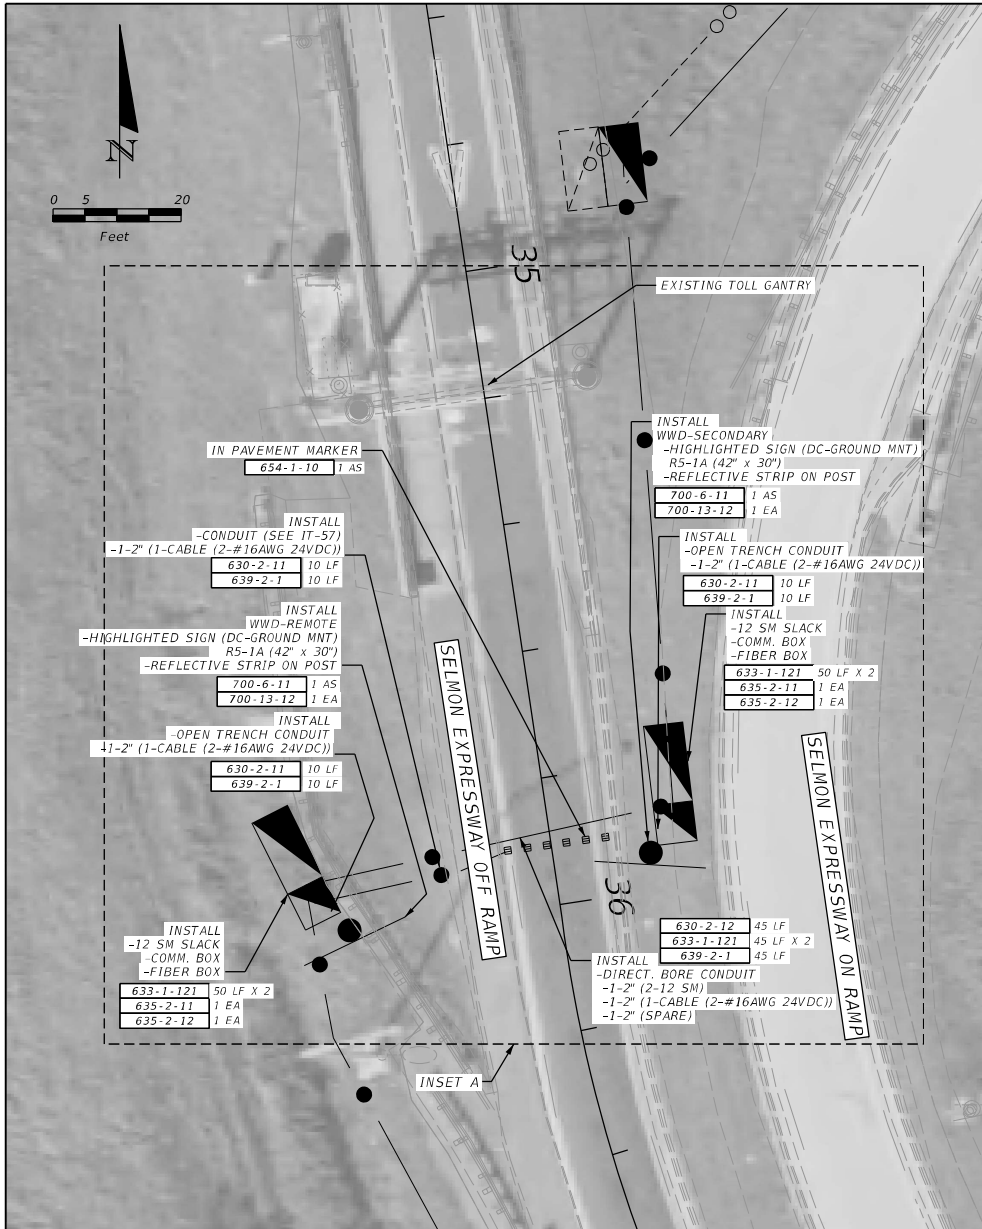 N
0 5 20
Feet
35
EXISTING TOLL GANTRY
IN PAVEMENT MARKER
654-1-10 1 AS
INSTALL
WWD-SECONDARY
-HIGHLIGHTED SIGN (DC-GROUND MNT)
R5-1A (42" x 30")
-REFLECTIVE STRIP ON POST
700-6-11 1 AS
700-13-12 1 EA
INSTALL
-CONDUIT (SEE IT-57)
-1-2" (1-CABLE (2-#16AWG 24VDC))
630-2-11 10 LF
639-2-1 10 LF
INSTALL
-OPEN TRENCH CONDUIT
-1-2" (1-CABLE (2-#16AWG 24VDC))
630-2-11 10 LF
639-2-1 10 LF
INSTALL
WWD-REMOTE
-HIGHLIGHTED SIGN (DC-GROUND MNT)
R5-1A (42" x 30")
-REFLECTIVE STRIP ON POST
700-6-11 1 AS
700-13-12 1 EA
INSTALL
-12 SM SLACK
-COMM. BOX
-FIBER BOX
633-1-121 50 LF X 2
635-2-11 1 EA
635-2-12 1 EA
INSTALL
-OPEN TRENCH CONDUIT
-1-2" (1-CABLE (2-#16AWG 24VDC))
630-2-11 10 LF
639-2-1 10 LF
SELMON EXPRESSWAY OFF RAMP
SELMON EXPRESSWAY ON RAMP
36
INSTALL
-12 SM SLACK
-COMM. BOX
-FIBER BOX
633-1-121 50 LF X 2
635-2-11 1 EA
635-2-12 1 EA
630-2-12 45 LF
633-1-121 45 LF X 2
639-2-1 45 LF
INSTALL
-DIRECT. BORE CONDUIT
-1-2" (2-12 SM)
-1-2" (1-CABLE (2-#16AWG 24VDC))
-1-2" (SPARE)
INSET A